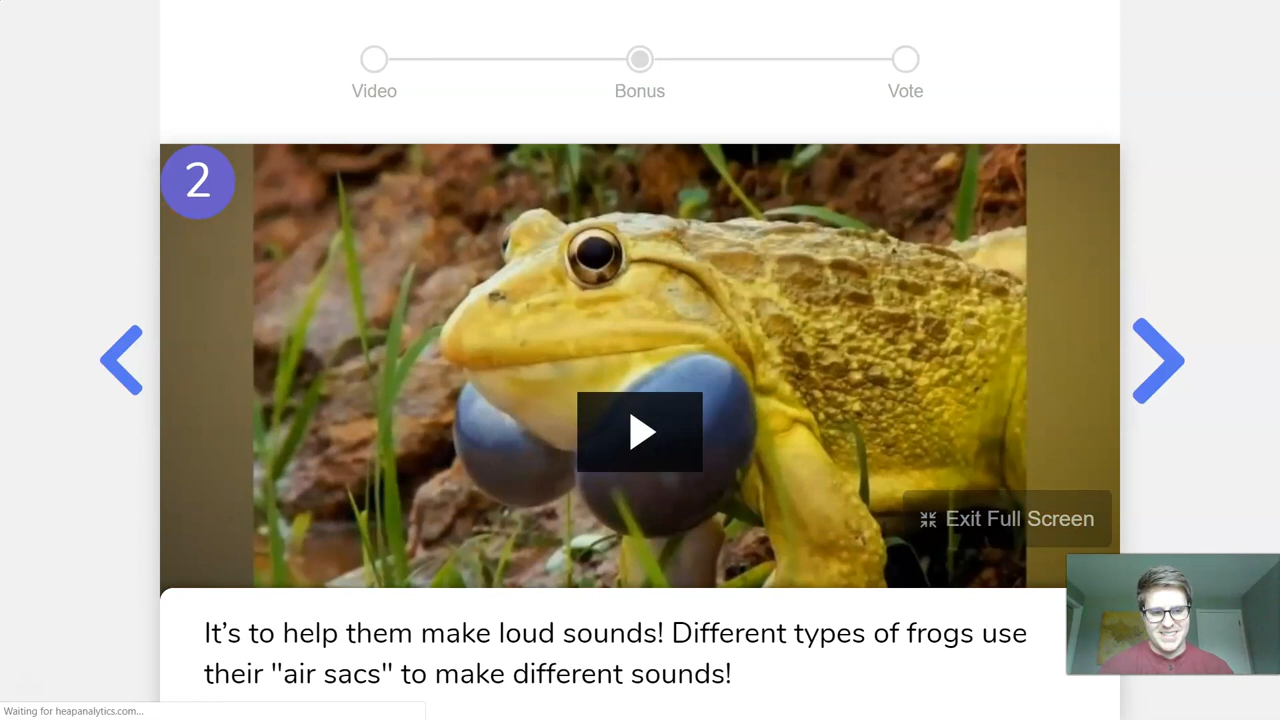 Video
Bonus
Vote
2
Exit Full Screen
It’s to help them make loud sounds! Different types of frogs use
their "air sacs" to make different sounds!
Waiting for heapanalytics.com...